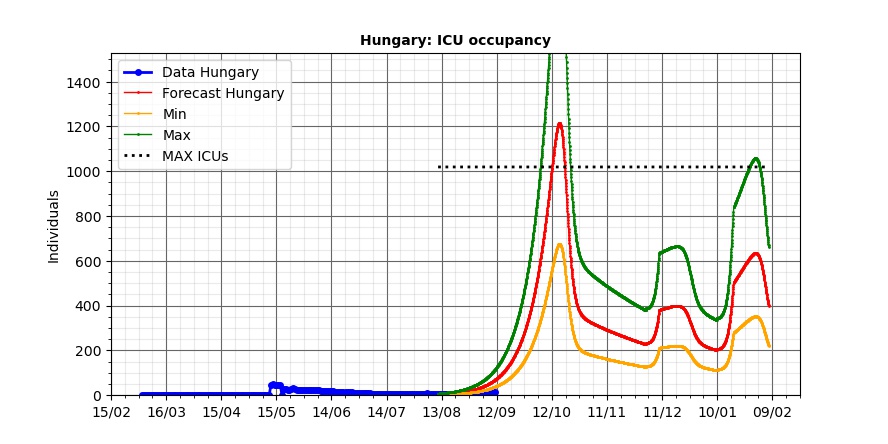 Hungary: ICU occupancy
Data Hungary
Forecast Hungary
Min
Max
MAX ICUs
Individuals
1400
1200
1000
800
600
400
200
0
15/02 16/03 15/04 15/05 14/06 14/07 13/08 12/09 12/10 11/11 11/12 10/01 09/02